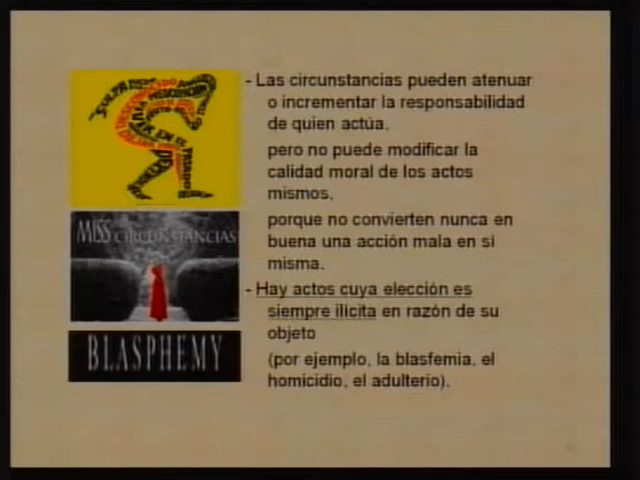 - Las circunstancias pueden atenuar
o incrementar la responsabilidad
de quien actúa,
pero no puede modificar la
calidad moral de los actos
mismos,
porque no convierten nunca en
buena una acción mala en sí
misma.
- Hay actos cuya elección es
siempre ilícita en razón de su
objeto
(por ejemplo, la blasfemia, el
homicidio, el adulterio).
MISS CIRCUNSTANCIAS
BLASPHEMY